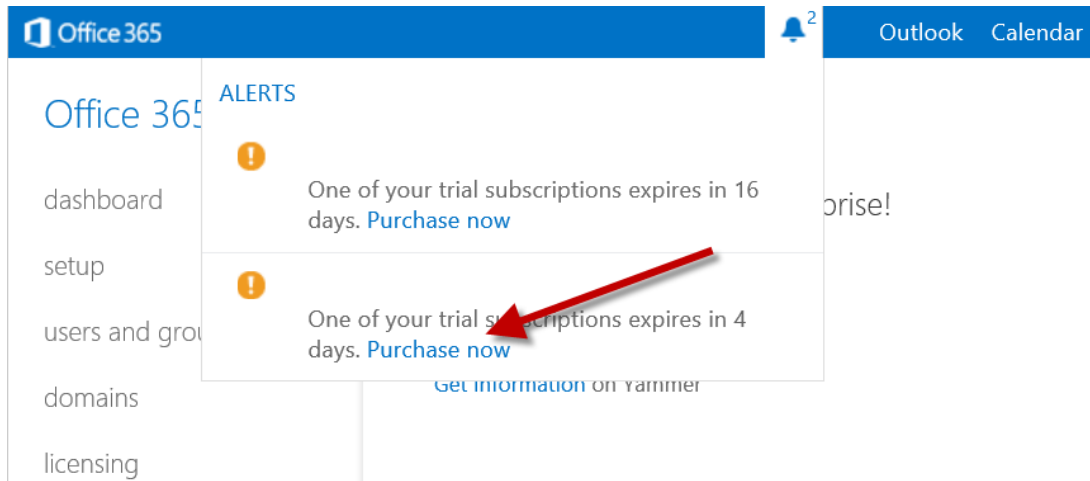 Office 365
2
Outlook Calendar
Office 365
ALERTS
One of your trial subscriptions expires in 16
days. Purchase now
dashboard
prise!
setup
One of your trial subscriptions expires in 4
days. Purchase now
users and grou
Get information on Yammer
domains
licensing